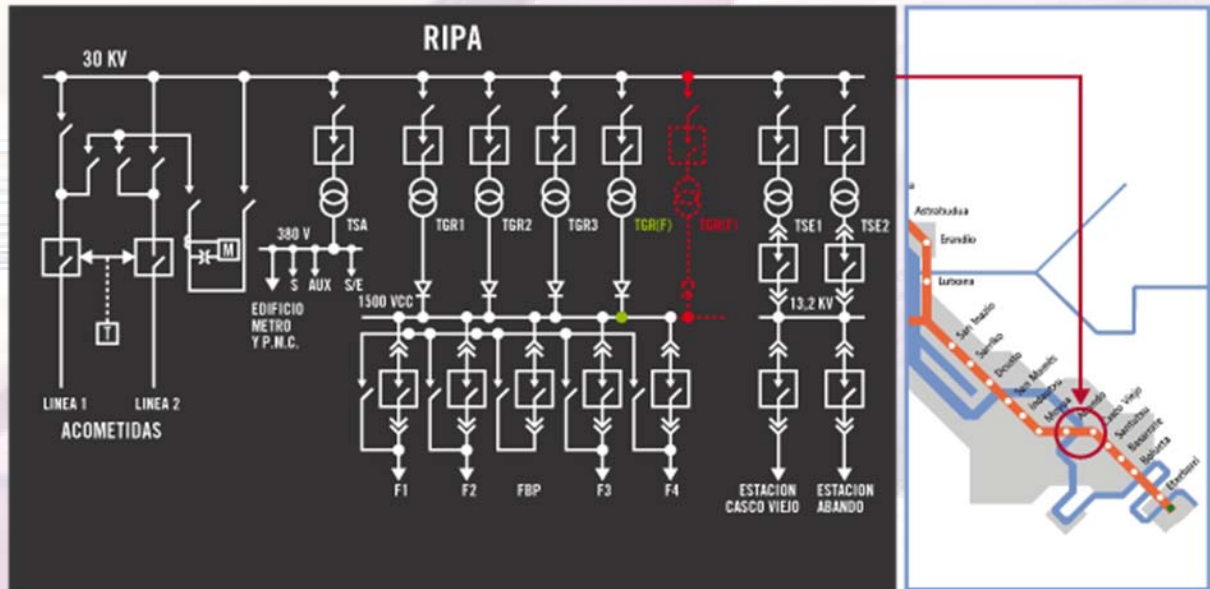 RIPA
30 KV
TSA
TGR1
TGR2
TGR3
TGR(F)
TGR(F)
TSE1
TSE2
M
380 V
S
AUX
S/E
EDIFICIO
METRO
Y P.M.C.
1500 VCC
13,2 KV
T
LINEA 1
LINEA 2
ACOMETIDAS
F1
F2
FBP
F3
F4
ESTACION
CASCO VIEJO
ESTACION
ABANDO
Astrabudua
Erandio
Lutxana
San Inazio
Sarriko
Deusto
San Mamés
Indautxu
Moyua
Abando
Casco Viejo
Santutxu
Basarrate
Bolueta
Etxebarri